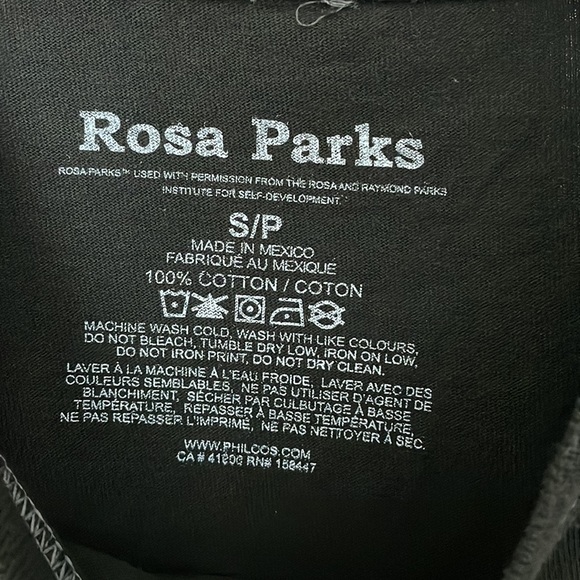 Rosa Parks
ROSA PARKS™ USED WITH PERMISSION FROM THE ROSA AND RAYMOND PARKS
INSTITUTE FOR SELF-DEVELOPMENT.
S/P
MADE IN MEXICO
FABRIQUÉ AU MEXIQUE
100% COTTON / COTON
MACHINE WASH COLD, WASH WITH LIKE COLOURS,
DO NOT BLEACH, TUMBLE DRY LOW, IRON ON LOW,
DO NOT IRON PRINT, DO NOT DRY CLEAN.
LAVER À LA MACHINE À L'EAU FROIDE, LAVER AVEC DES
COULEURS SEMBLABLES, NE PAS UTILISER D'AGENT DE
BLANCHIMENT, SÉCHER PAR CULBUTAGE À BASSE
TEMPÉRATURE, REPASSER À BASSE TEMPÉRATURE,
NE PAS REPASSER L'IMPRIMÉ, NE PAS NETTOYER À SEC.
WWW.PHILCOS.COM
CA # 41206 RN# 158447